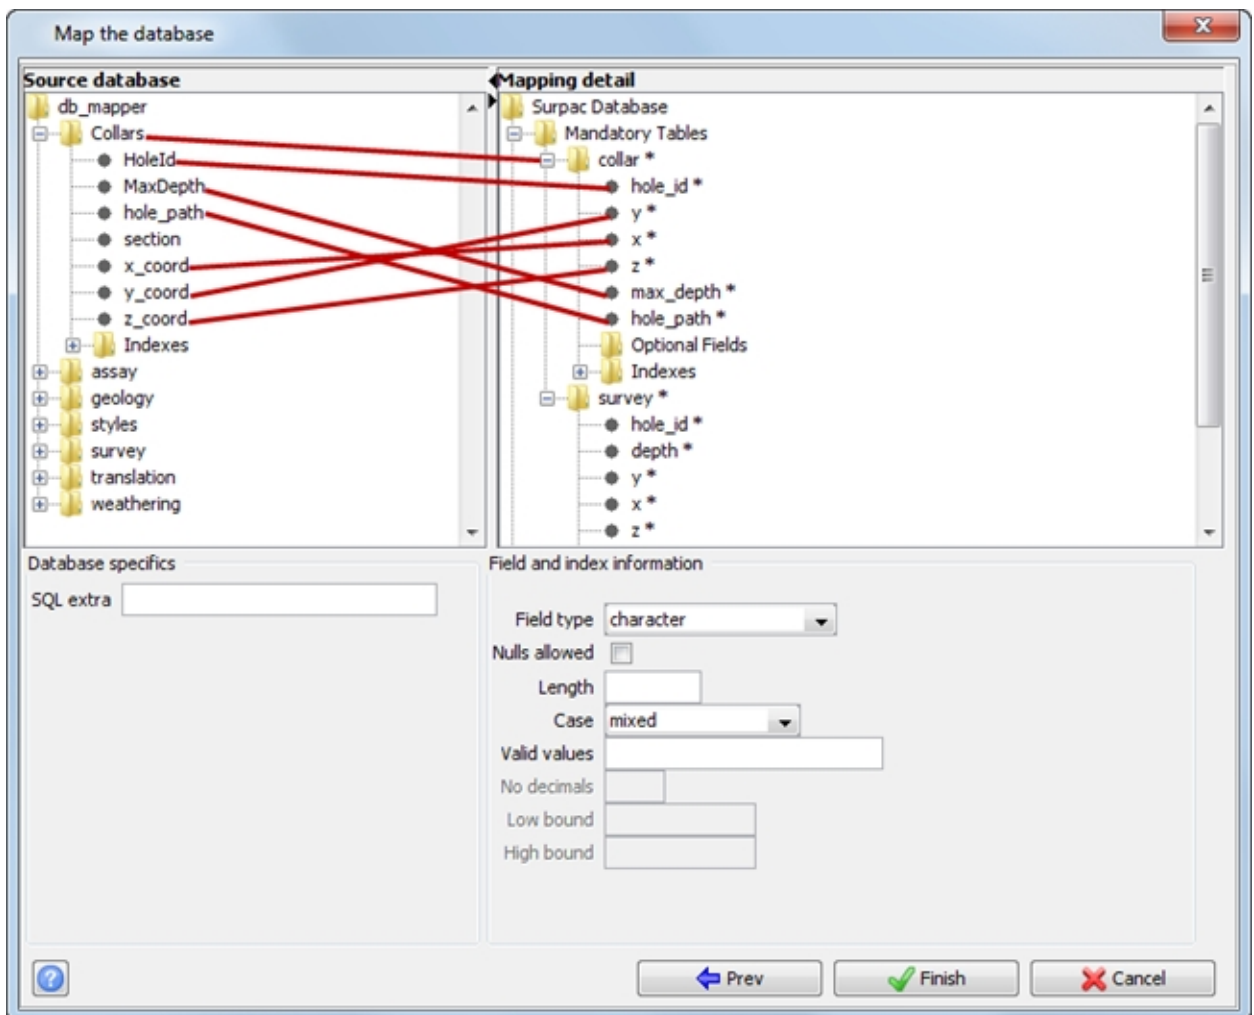 Map the database
Source database
db_mapper
Collars
HoleId
MaxDepth
hole_path
section
x_coord
y_coord
z_coord
Indexes
assay
geology
styles
survey
translation
weathering
Mapping detail
Surpac Database
Mandatory Tables
collar *
hole_id *
y *
x *
z *
max_depth *
hole_path *
Optional Fields
Indexes
survey *
hole_id *
depth *
y *
x *
z *
Database specifics
SQL extra
Field and index information
Field type character
Nulls allowed
Length
Case mixed
Valid values
No decimals
Low bound
High bound
Prev
Finish
Cancel